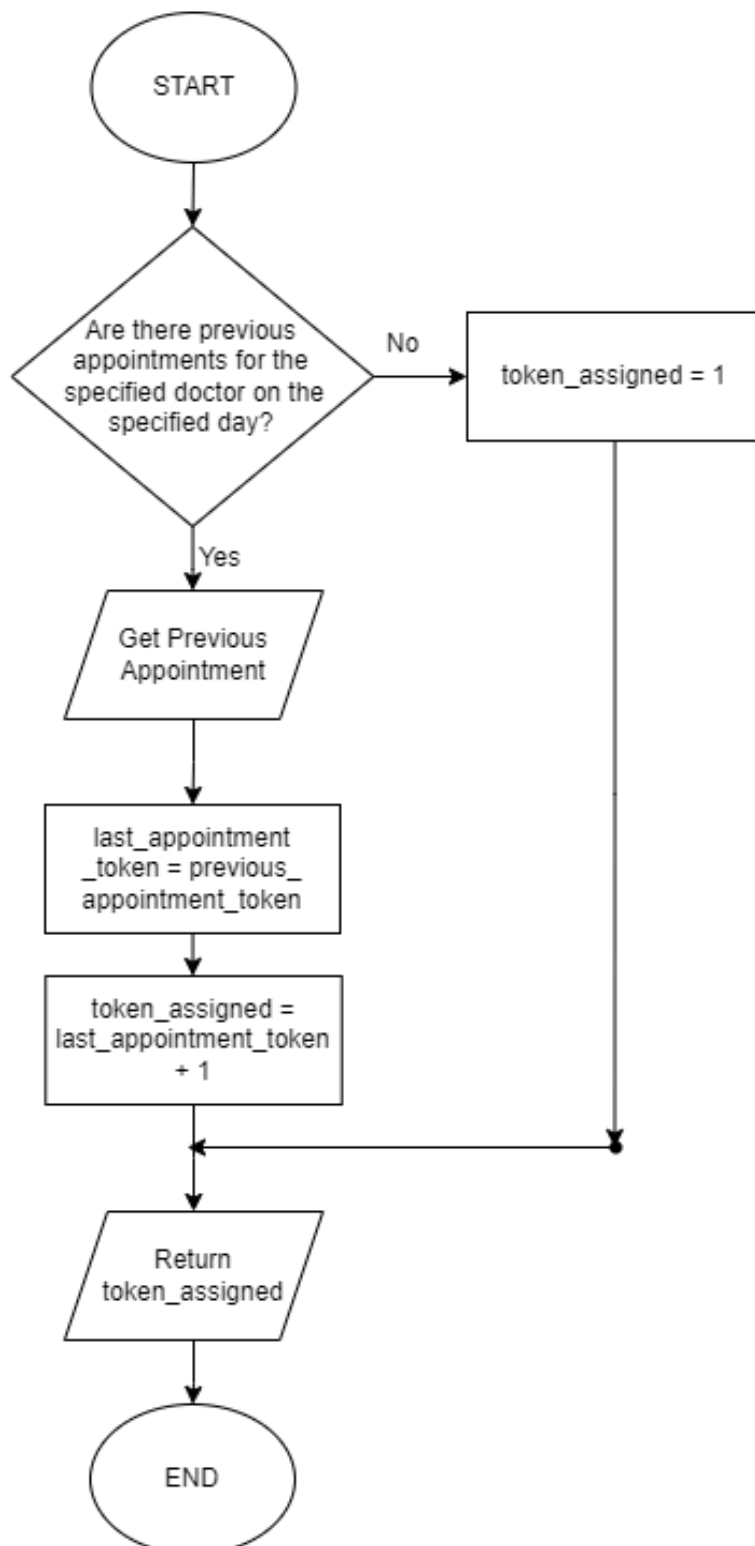 START
Are there previous
appointments for the
specified doctor on the
specified day?
No
token_assigned = 1
Yes
Get Previous
Appointment
last_appointment
_token = previous_
appointment_token
token_assigned =
last_appointment_token
+ 1
Return
token_assigned
END